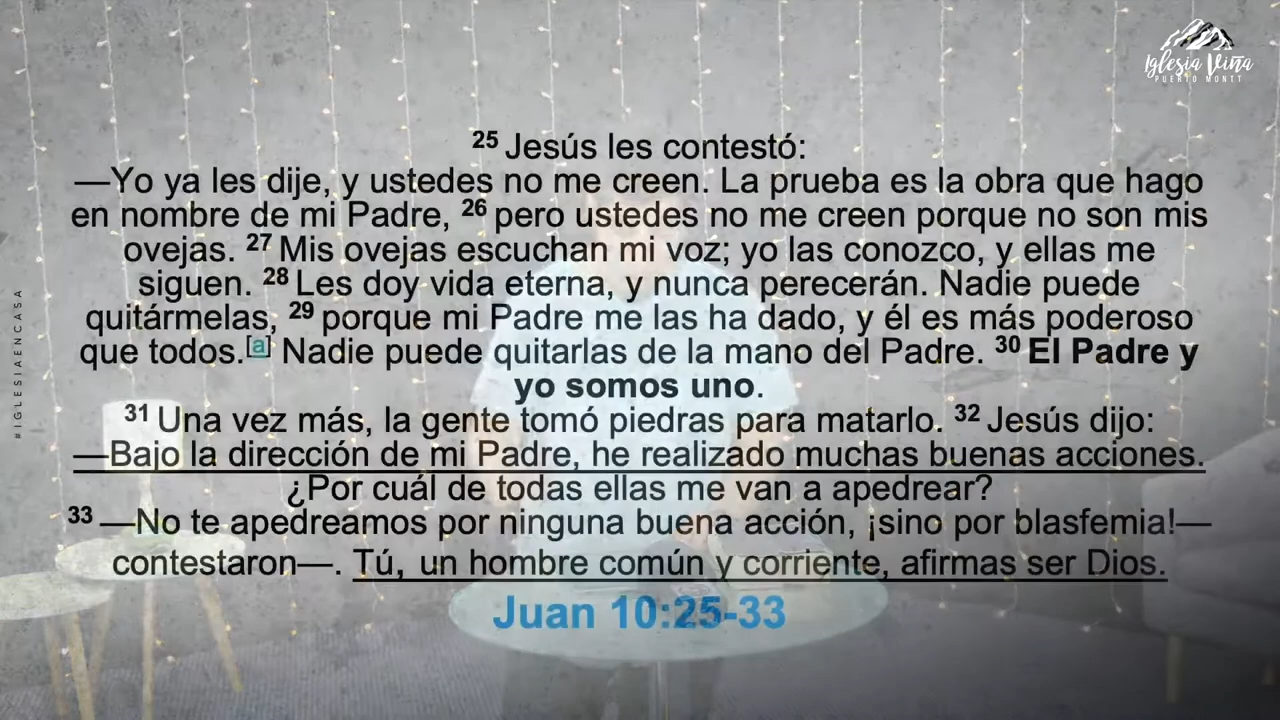 Iglesia Viña
PUERTO MONTT
25 Jesús les contestó:
—Yo ya les dije, y ustedes no me creen. La prueba es la obra que hago
en nombre de mi Padre, 26 pero ustedes no me creen porque no son mis
ovejas. 27 Mis ovejas escuchan mi voz; yo las conozco, y ellas me
siguen. 28 Les doy vida eterna, y nunca perecerán. Nadie puede
quitármelas, 29 porque mi Padre me las ha dado, y él es más poderoso
que todos.[a] Nadie puede quitarlas de la mano del Padre. 30 El Padre y
yo somos uno.
31 Una vez más, la gente tomó piedras para matarlo. 32 Jesús dijo:
—Bajo la dirección de mi Padre, he realizado muchas buenas acciones.
¿Por cuál de todas ellas me van a apedrear?
33 —No te apedreamos por ninguna buena acción, ¡sino por blasfemia!—
contestaron—. Tú, un hombre común y corriente, afirmas ser Dios.
Juan 10:25-33
#IGLESIAENCASA